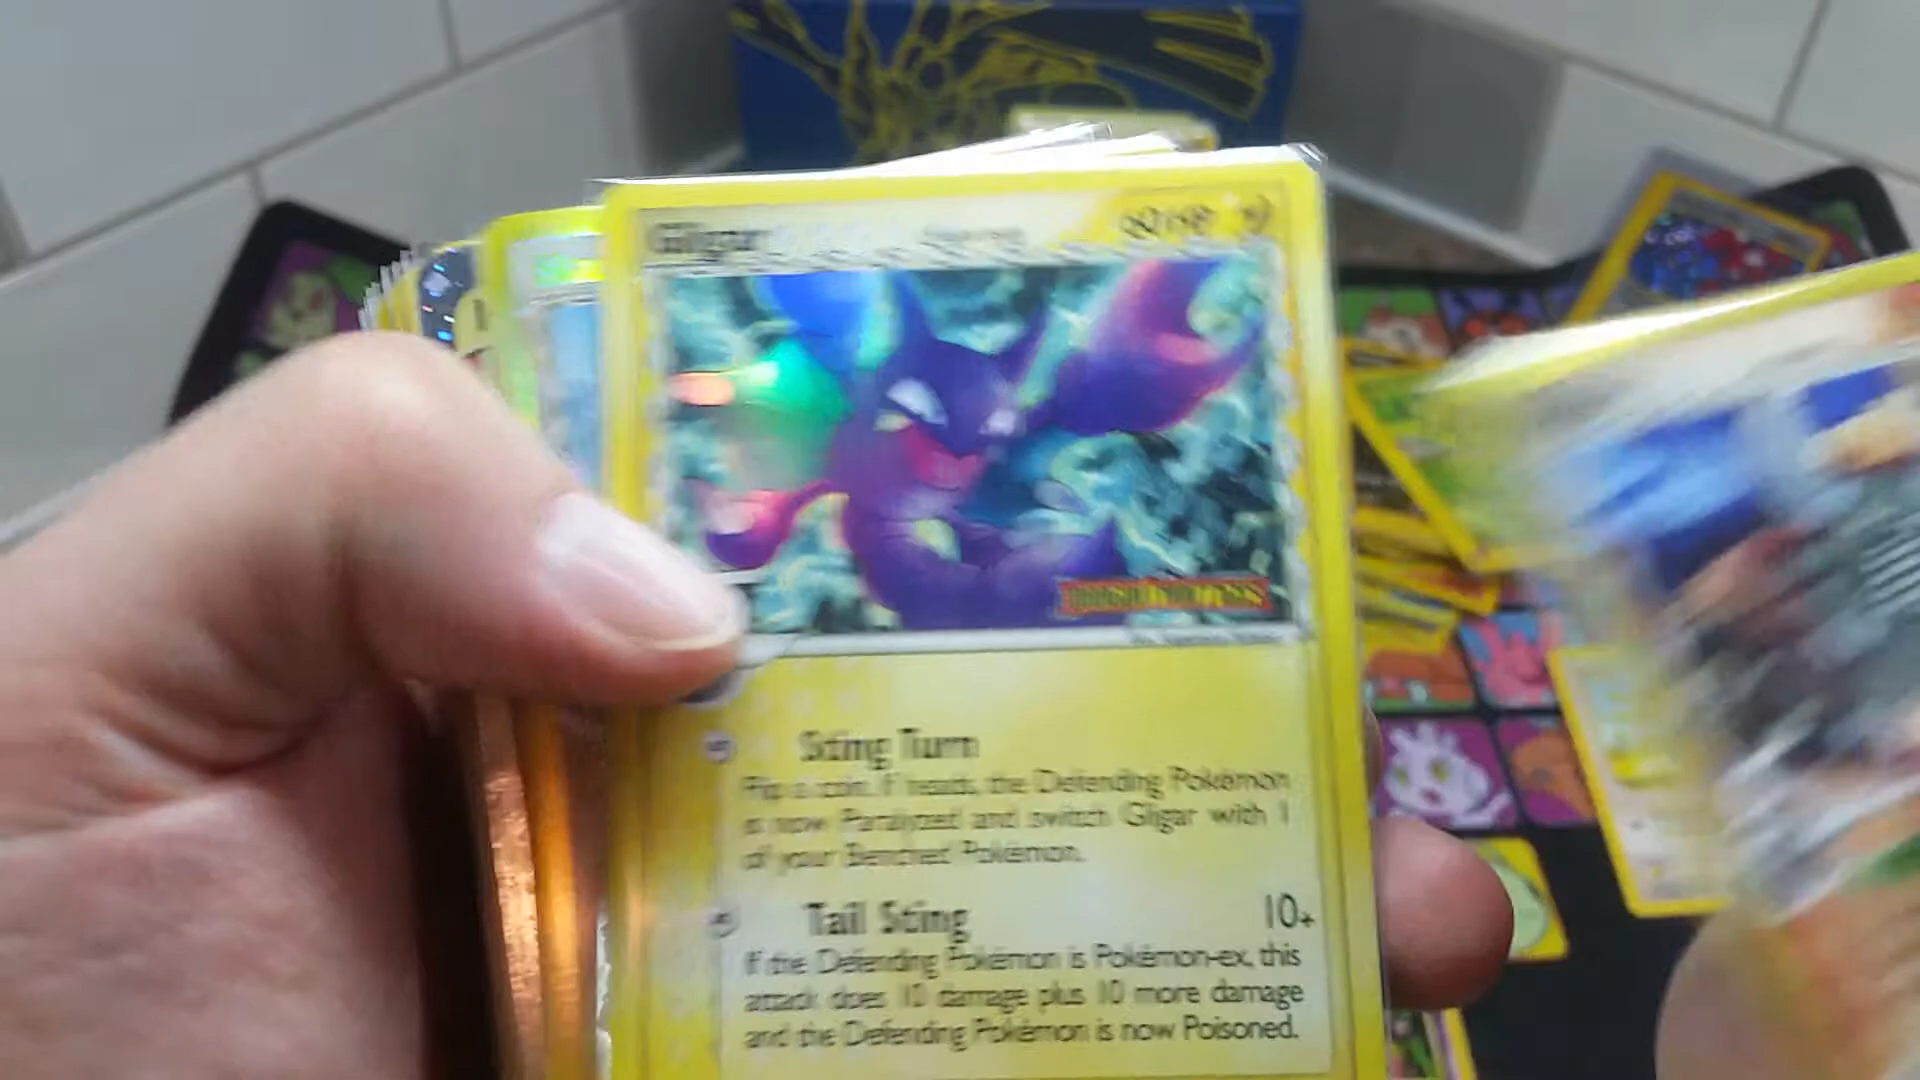 Gligar
Sting Turn
Flip a coin. If heads, the Defending Pokémon
is now Paralyzed and switch Gligar with 1
of your Benched Pokémon.
Tail Sting 10+
If the Defending Pokémon is Pokémon-ex, this
attack does 10 damage plus 10 more damage
and the Defending Pokémon is now Poisoned.